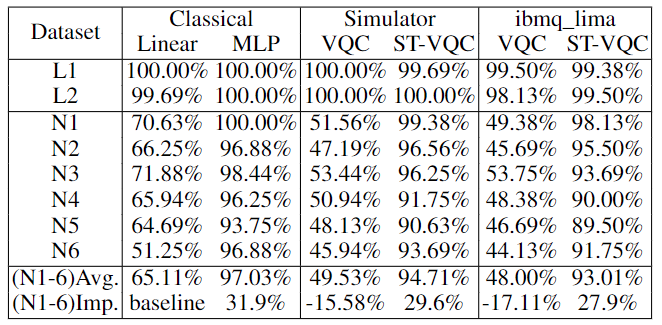 Dataset Classical Simulator ibmq_lima
Linear MLP VQC ST-VQC VQC ST-VQC
L1 100.00% 100.00% 100.00% 99.69% 99.50% 99.38%
L2 99.69% 100.00% 100.00% 100.00% 98.13% 99.50%
N1 70.63% 100.00% 51.56% 99.38% 49.38% 98.13%
N2 66.25% 96.88% 47.19% 96.56% 45.69% 95.50%
N3 71.88% 98.44% 53.44% 96.25% 53.75% 93.69%
N4 65.94% 96.25% 50.94% 91.75% 48.38% 90.00%
N5 64.69% 93.75% 48.13% 90.63% 46.69% 89.50%
N6 51.25% 96.88% 45.94% 93.69% 44.13% 91.75%
(N1-6)Avg. 65.11% 97.03% 49.53% 94.71% 48.00% 93.01%
(N1-6)Imp. baseline 31.9% -15.58% 29.6% -17.11% 27.9%